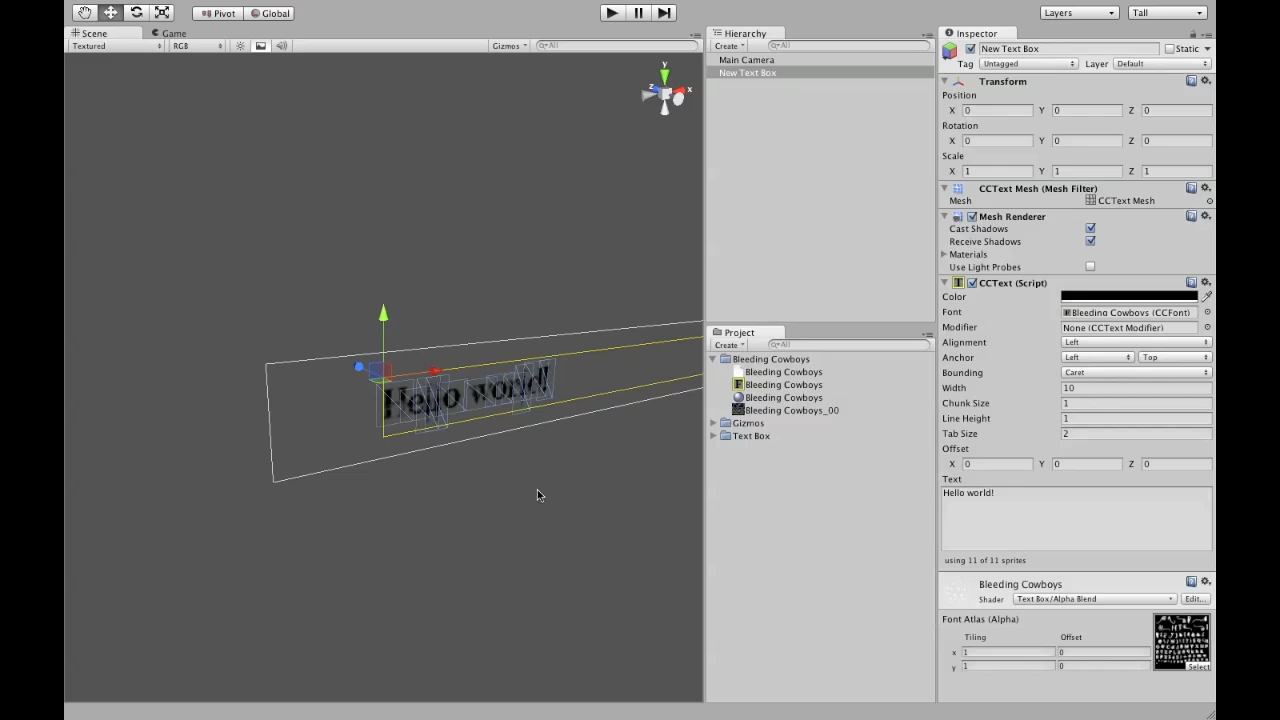 Pivot Global Layers Tall
Scene Game Hierarchy Inspector
Textured RGB Gizmos All Create All
New Text Box Static
Tag Untagged Layer Default
Main Camera
New Text Box
Transform
Position
X 0 Y 0 Z 0
Rotation
X 0 Y 0 Z 0
Scale
X 1 Y 1 Z 1
CCText Mesh (Mesh Filter)
Mesh CCText Mesh
Mesh Renderer
Cast Shadows
Receive Shadows
Materials
Use Light Probes
CCText (Script)
Color
Font Bleeding Cowboys (CCFont)
Modifier None (CCText Modifier)
Alignment Left
Anchor Left Top
Bounding Caret
Width 10
Chunk Size 1
Line Height 1
Tab Size 2
Offset
X 0 Y 0 Z 0
Text
Hello world!
using 11 of 11 sprites
Bleeding Cowboys
Shader Text Box/Alpha Blend Edit...
Font Atlas (Alpha)
Tiling Offset
x 1 0
y 1 0
Select
Project
Create All
Bleeding Cowboys
Bleeding Cowboys
Bleeding Cowboys
Bleeding Cowboys
Bleeding Cowboys_00
Gizmos
Text Box
y
z x
Hello world!